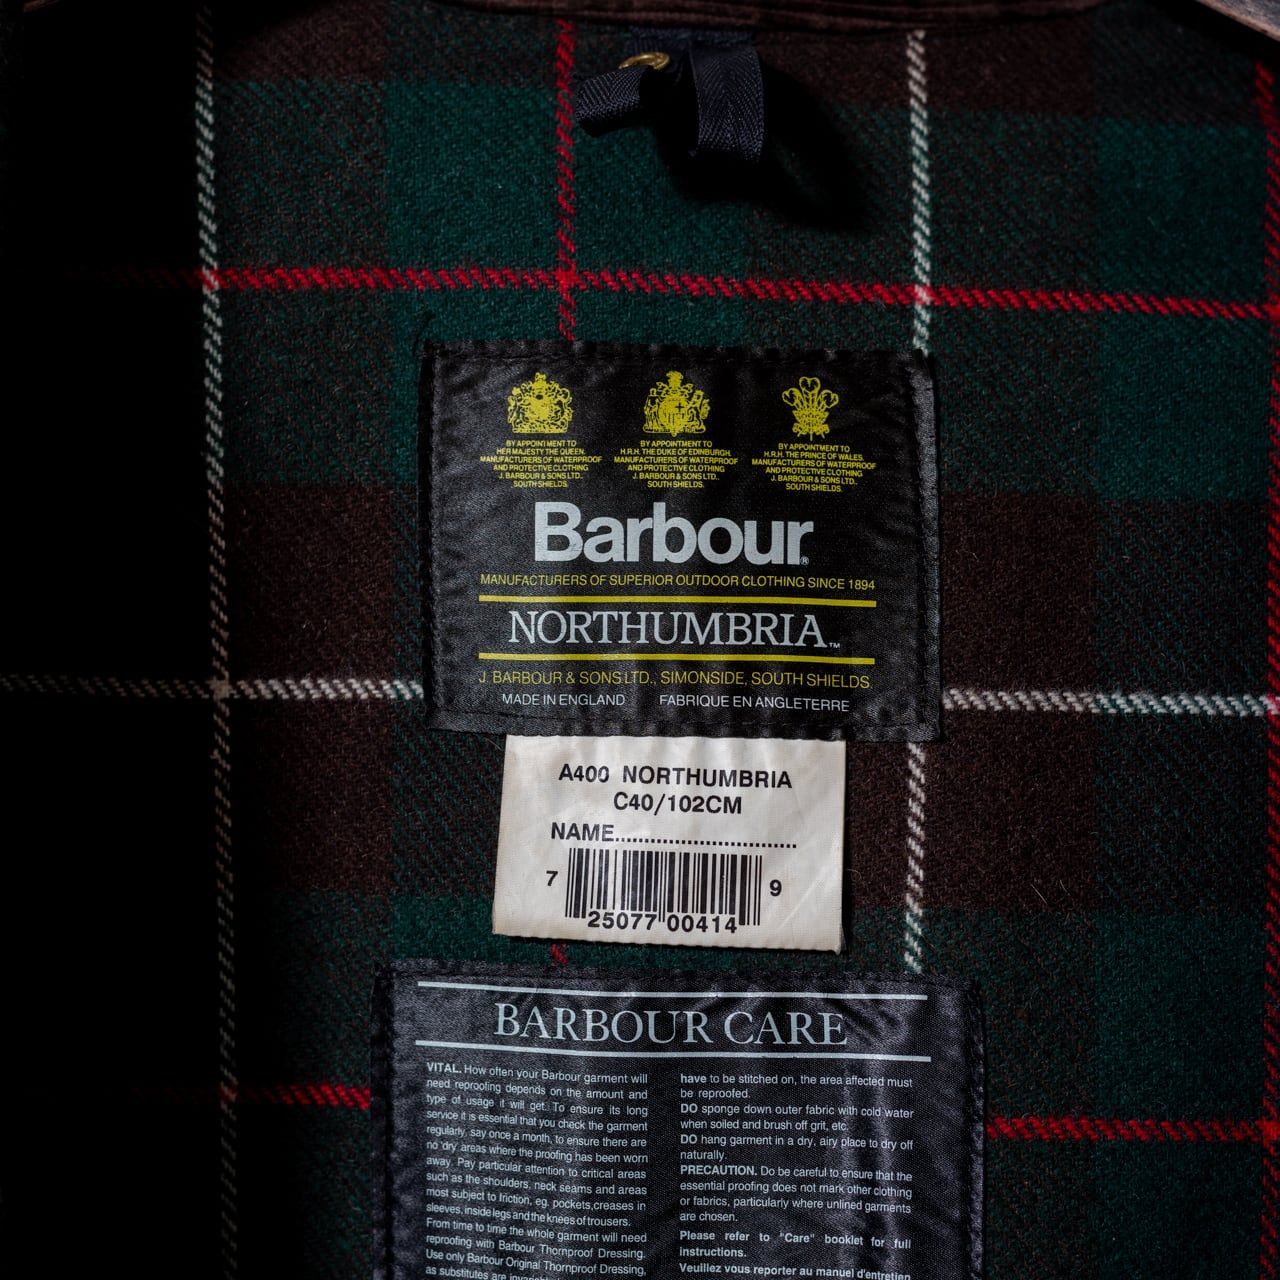 BY APPOINTMENT TO
HER MAJESTY THE QUEEN.
MANUFACTURERS OF WATERPROOF
AND PROTECTIVE CLOTHING
J. BARBOUR & SONS LTD.,
SOUTH SHIELDS.
BY APPOINTMENT TO
H.R.H. THE DUKE OF EDINBURGH.
MANUFACTURERS OF WATERPROOF
AND PROTECTIVE CLOTHING
J. BARBOUR & SONS LTD.,
SOUTH SHIELDS.
BY APPOINTMENT TO
H.R.H. THE PRINCE OF WALES.
MANUFACTURERS OF WATERPROOF
AND PROTECTIVE CLOTHING
J. BARBOUR & SONS LTD.
SOUTH SHIELDS.
Barbour®
MANUFACTURERS OF SUPERIOR OUTDOOR CLOTHING SINCE 1894
NORTHUMBRIA™
J. BARBOUR & SONS LTD., SIMONSIDE, SOUTH SHIELDS.
MADE IN ENGLAND FABRIQUE EN ANGLETERRE
A400 NORTHUMBRIA
C40/102CM
NAME..............................
7 25077 00414 9
BARBOUR CARE
VITAL. How often your Barbour garment will
need reproofing depends on the amount and
type of usage it will get. To ensure its long
service it is essential that you check the garment
regularly, say once a month, to ensure there are
no 'dry' areas where the proofing has been worn
away. Pay particular attention to critical areas
such as the shoulders, neck seams and areas
most subject to friction, eg. pockets,creases in
sleeves, inside legs and the knees of trousers.
From time to time the whole garment will need
reproofing with Barbour Thornproof Dressing.
Use only Barbour Original Thornproof Dressing,
as substitutes are
have to be stitched on, the area affected must
be reproofed.
DO sponge down outer fabric with cold water
when soiled and brush off grit, etc.
DO hang garment in a dry, airy place to dry off
naturally.
PRECAUTION. Do be careful to ensure that the
essential proofing does not mark other clothing
or fabrics, particularly where unlined garments
are chosen.
Please refer to "Care" booklet for full
instructions.
Veuillez vous reporter au manuel d'entretien